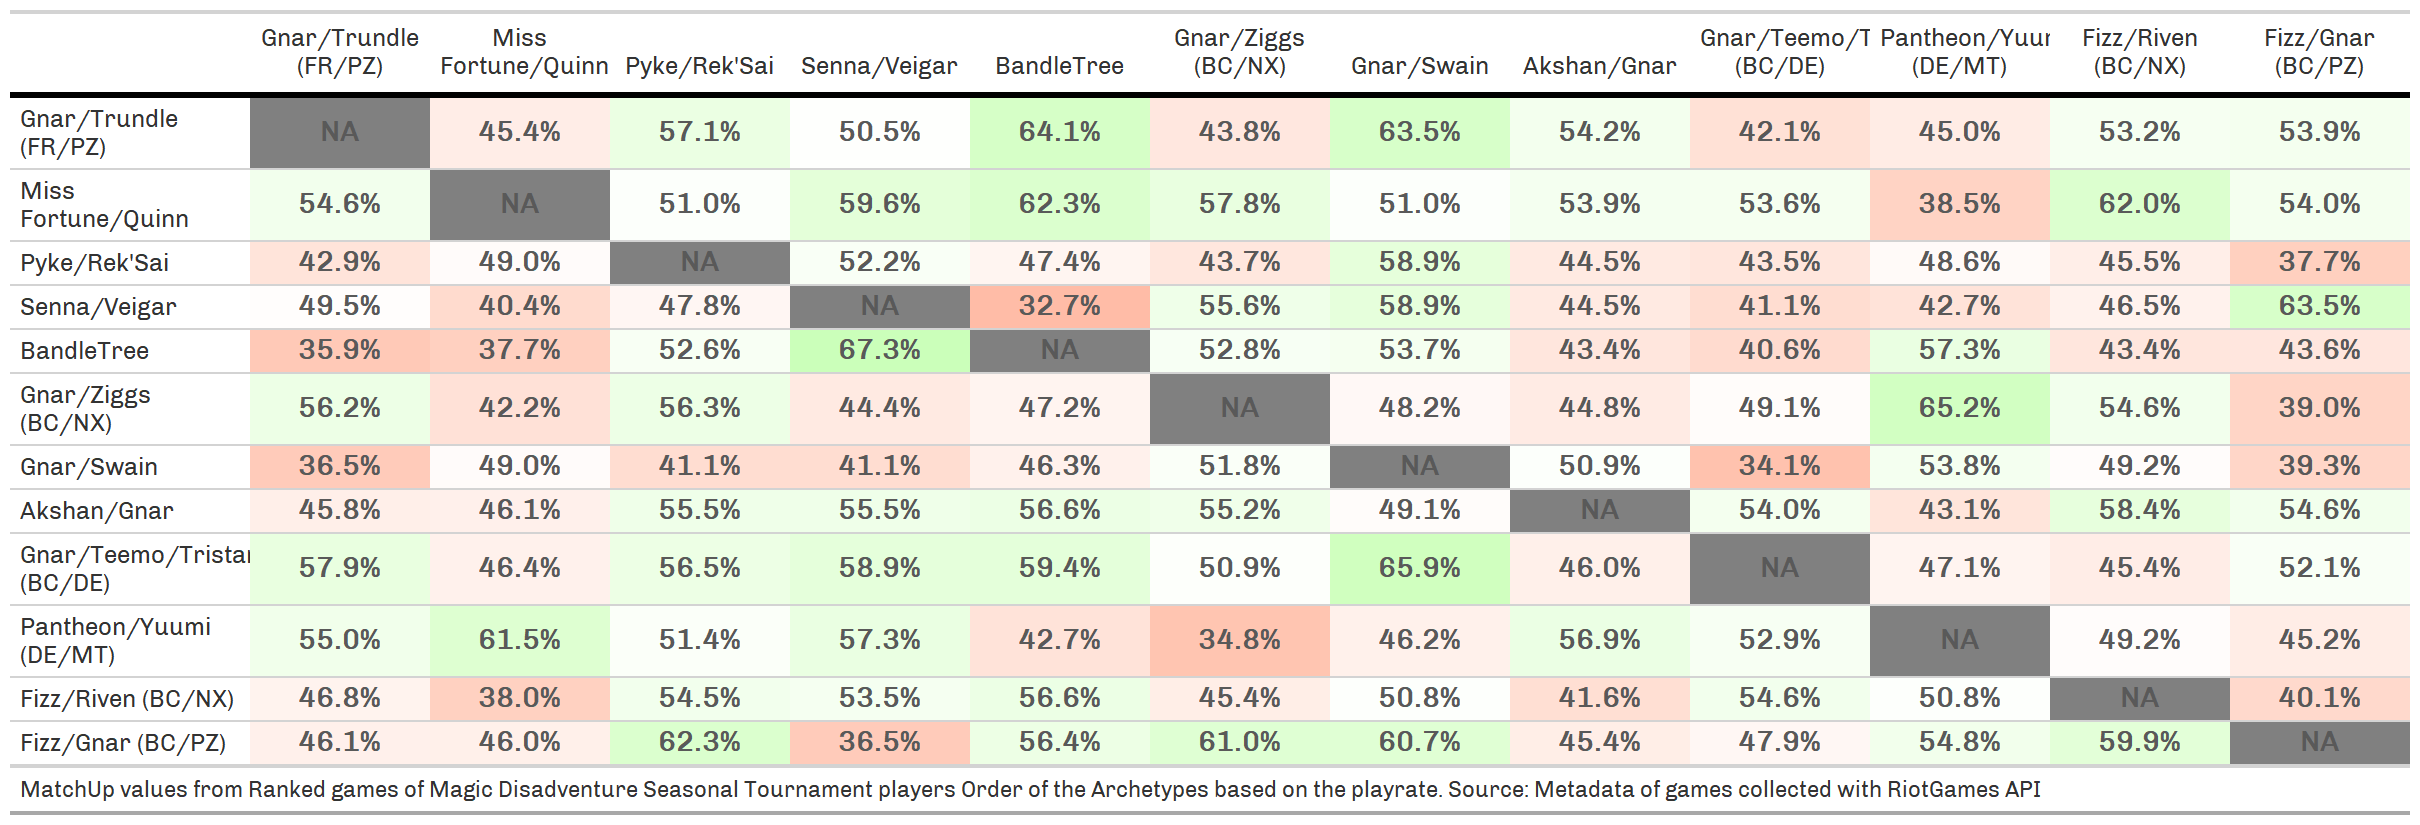 Gnar/Trundle Miss Gnar/Ziggs Gnar/Teemo/T Pantheon/Yuur Fizz/Riven Fizz/Gnar
(FR/PZ) Fortune/Quinn Pyke/Rek'Sai Senna/Veigar BandleTree (BC/NX) Gnar/Swain Akshan/Gnar (BC/DE) (DE/MT) (BC/NX) (BC/PZ)
Gnar/Trundle
(FR/PZ) NA 45.4% 57.1% 50.5% 64.1% 43.8% 63.5% 54.2% 42.1% 45.0% 53.2% 53.9%
Miss
Fortune/Quinn 54.6% NA 51.0% 59.6% 62.3% 57.8% 51.0% 53.9% 53.6% 38.5% 62.0% 54.0%
Pyke/Rek'Sai 42.9% 49.0% NA 52.2% 47.4% 43.7% 58.9% 44.5% 43.5% 48.6% 45.5% 37.7%
Senna/Veigar 49.5% 40.4% 47.8% NA 32.7% 55.6% 58.9% 44.5% 41.1% 42.7% 46.5% 63.5%
BandleTree 35.9% 37.7% 52.6% 67.3% NA 52.8% 53.7% 43.4% 40.6% 57.3% 43.4% 43.6%
Gnar/Ziggs
(BC/NX) 56.2% 42.2% 56.3% 44.4% 47.2% NA 48.2% 44.8% 49.1% 65.2% 54.6% 39.0%
Gnar/Swain 36.5% 49.0% 41.1% 41.1% 46.3% 51.8% NA 50.9% 34.1% 53.8% 49.2% 39.3%
Akshan/Gnar 45.8% 46.1% 55.5% 55.5% 56.6% 55.2% 49.1% NA 54.0% 43.1% 58.4% 54.6%
Gnar/Teemo/Tristar
(BC/DE) 57.9% 46.4% 56.5% 58.9% 59.4% 50.9% 65.9% 46.0% NA 47.1% 45.4% 52.1%
Pantheon/Yuumi
(DE/MT) 55.0% 61.5% 51.4% 57.3% 42.7% 34.8% 46.2% 56.9% 52.9% NA 49.2% 45.2%
Fizz/Riven (BC/NX) 46.8% 38.0% 54.5% 53.5% 56.6% 45.4% 50.8% 41.6% 54.6% 50.8% NA 40.1%
Fizz/Gnar (BC/PZ) 46.1% 46.0% 62.3% 36.5% 56.4% 61.0% 60.7% 45.4% 47.9% 54.8% 59.9% NA
MatchUp values from Ranked games of Magic Disadventure Seasonal Tournament players Order of the Archetypes based on the playrate. Source: Metadata of games collected with RiotGames API